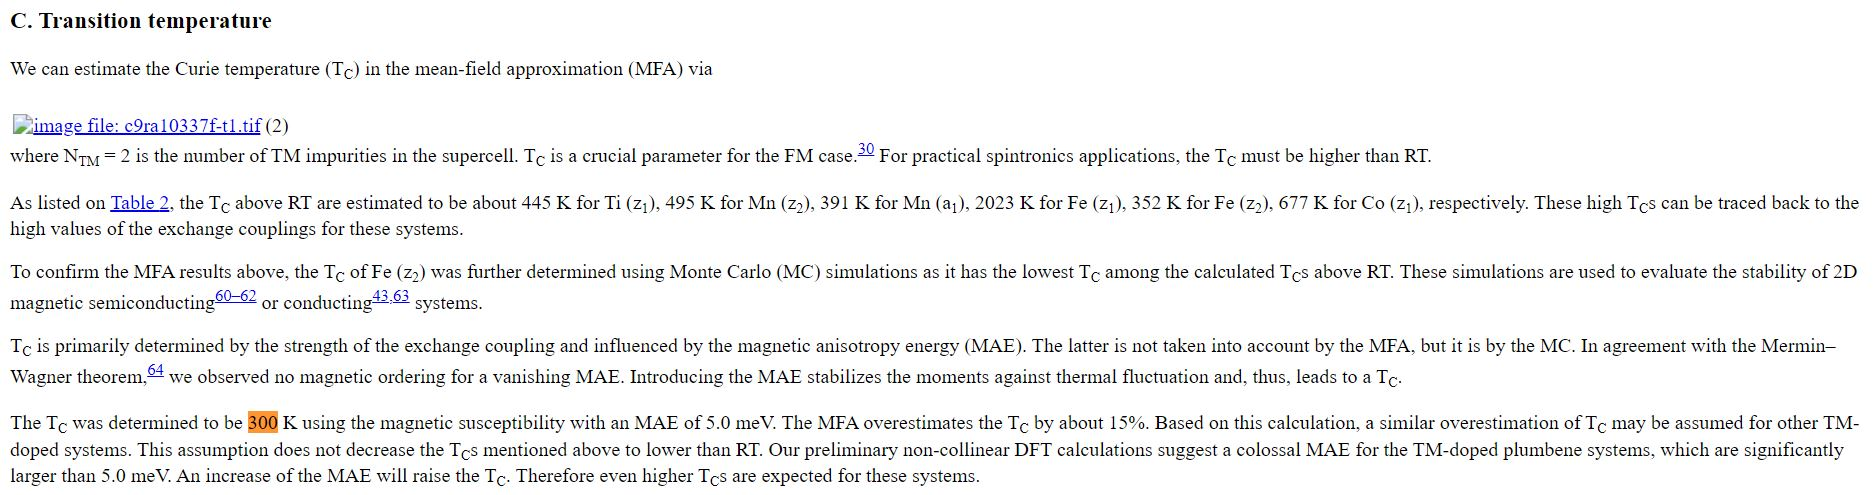 C. Transition temperature
We can estimate the Curie temperature (TC) in the mean-field approximation (MFA) via
image file: c9ra10337f-t1.tif (2)
where NTM = 2 is the number of TM impurities in the supercell. TC is a crucial parameter for the FM case.30 For practical spintronics applications, the TC must be higher than RT.
As listed on Table 2, the TC above RT are estimated to be about 445 K for Ti (z1), 495 K for Mn (z2), 391 K for Mn (a1), 2023 K for Fe (z1), 352 K for Fe (z2), 677 K for Co (z1), respectively. These high TCs can be traced back to the
high values of the exchange couplings for these systems.
To confirm the MFA results above, the TC of Fe (z2) was further determined using Monte Carlo (MC) simulations as it has the lowest TC among the calculated TCs above RT. These simulations are used to evaluate the stability of 2D
magnetic semiconducting60–62 or conducting43,63 systems.
TC is primarily determined by the strength of the exchange coupling and influenced by the magnetic anisotropy energy (MAE). The latter is not taken into account by the MFA, but it is by the MC. In agreement with the Mermin–
Wagner theorem,64 we observed no magnetic ordering for a vanishing MAE. Introducing the MAE stabilizes the moments against thermal fluctuation and, thus, leads to a TC.
The TC was determined to be 300 K using the magnetic susceptibility with an MAE of 5.0 meV. The MFA overestimates the TC by about 15%. Based on this calculation, a similar overestimation of TC may be assumed for other TM-
doped systems. This assumption does not decrease the TCs mentioned above to lower than RT. Our preliminary non-collinear DFT calculations suggest a colossal MAE for the TM-doped plumbene systems, which are significantly
larger than 5.0 meV. An increase of the MAE will raise the TC. Therefore even higher TCs are expected for these systems.